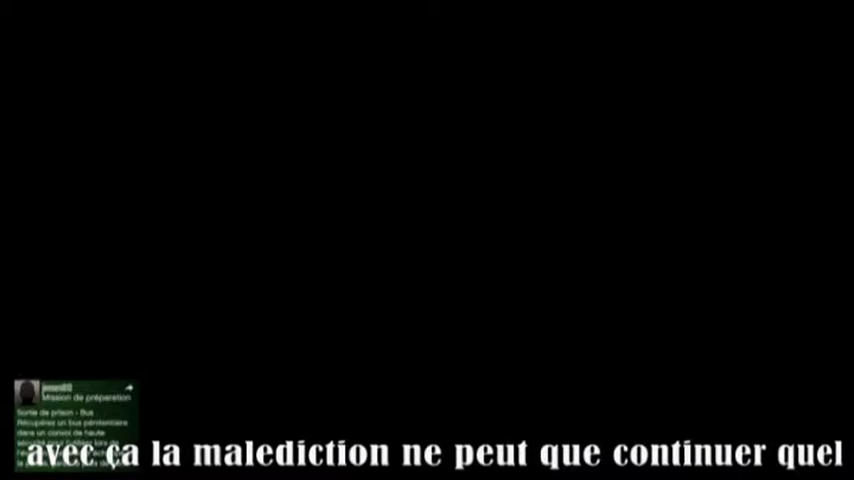 Mission de préparation
Sortie de prison - Bus
Récupérez un bus pénitentiaire
dans un convoi de haute
avec ça la malediction ne peut que continuer quel